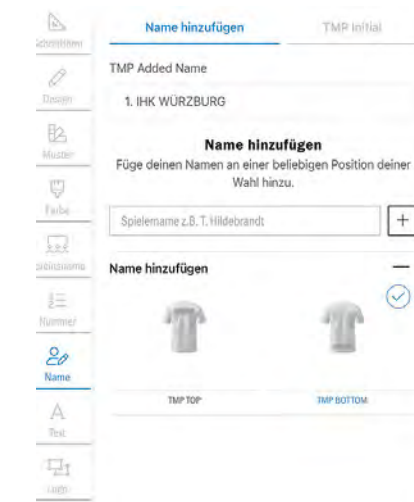 Name hinzufügen
TMP Initial
TMP Added Name
1. IHK WÜRZBURG
Name hinzufügen
Füge deinen Namen an einer beliebigen Position deiner
Wahl hinzu.
Spielername z.B. T. Hildebrandt
Name hinzufügen
TMP TOP
TMP BOTTOM
Design
Muster
Farbe
Nummer
Name
Text
Logo